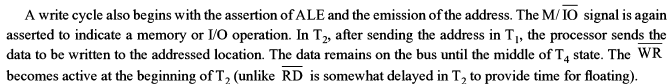 A write cycle also begins with the assertion of ALE and the emission of the address. The M/ I̅O̅ signal is again
asserted to indicate a memory or I/O operation. In T₂, after sending the address in T₁, the processor sends the
data to be written to the addressed location. The data remains on the bus until the middle of T₄ state. The W̅R̅
becomes active at the beginning of T₂ (unlike R̅D̅ is somewhat delayed in T₂ to provide time for floating).